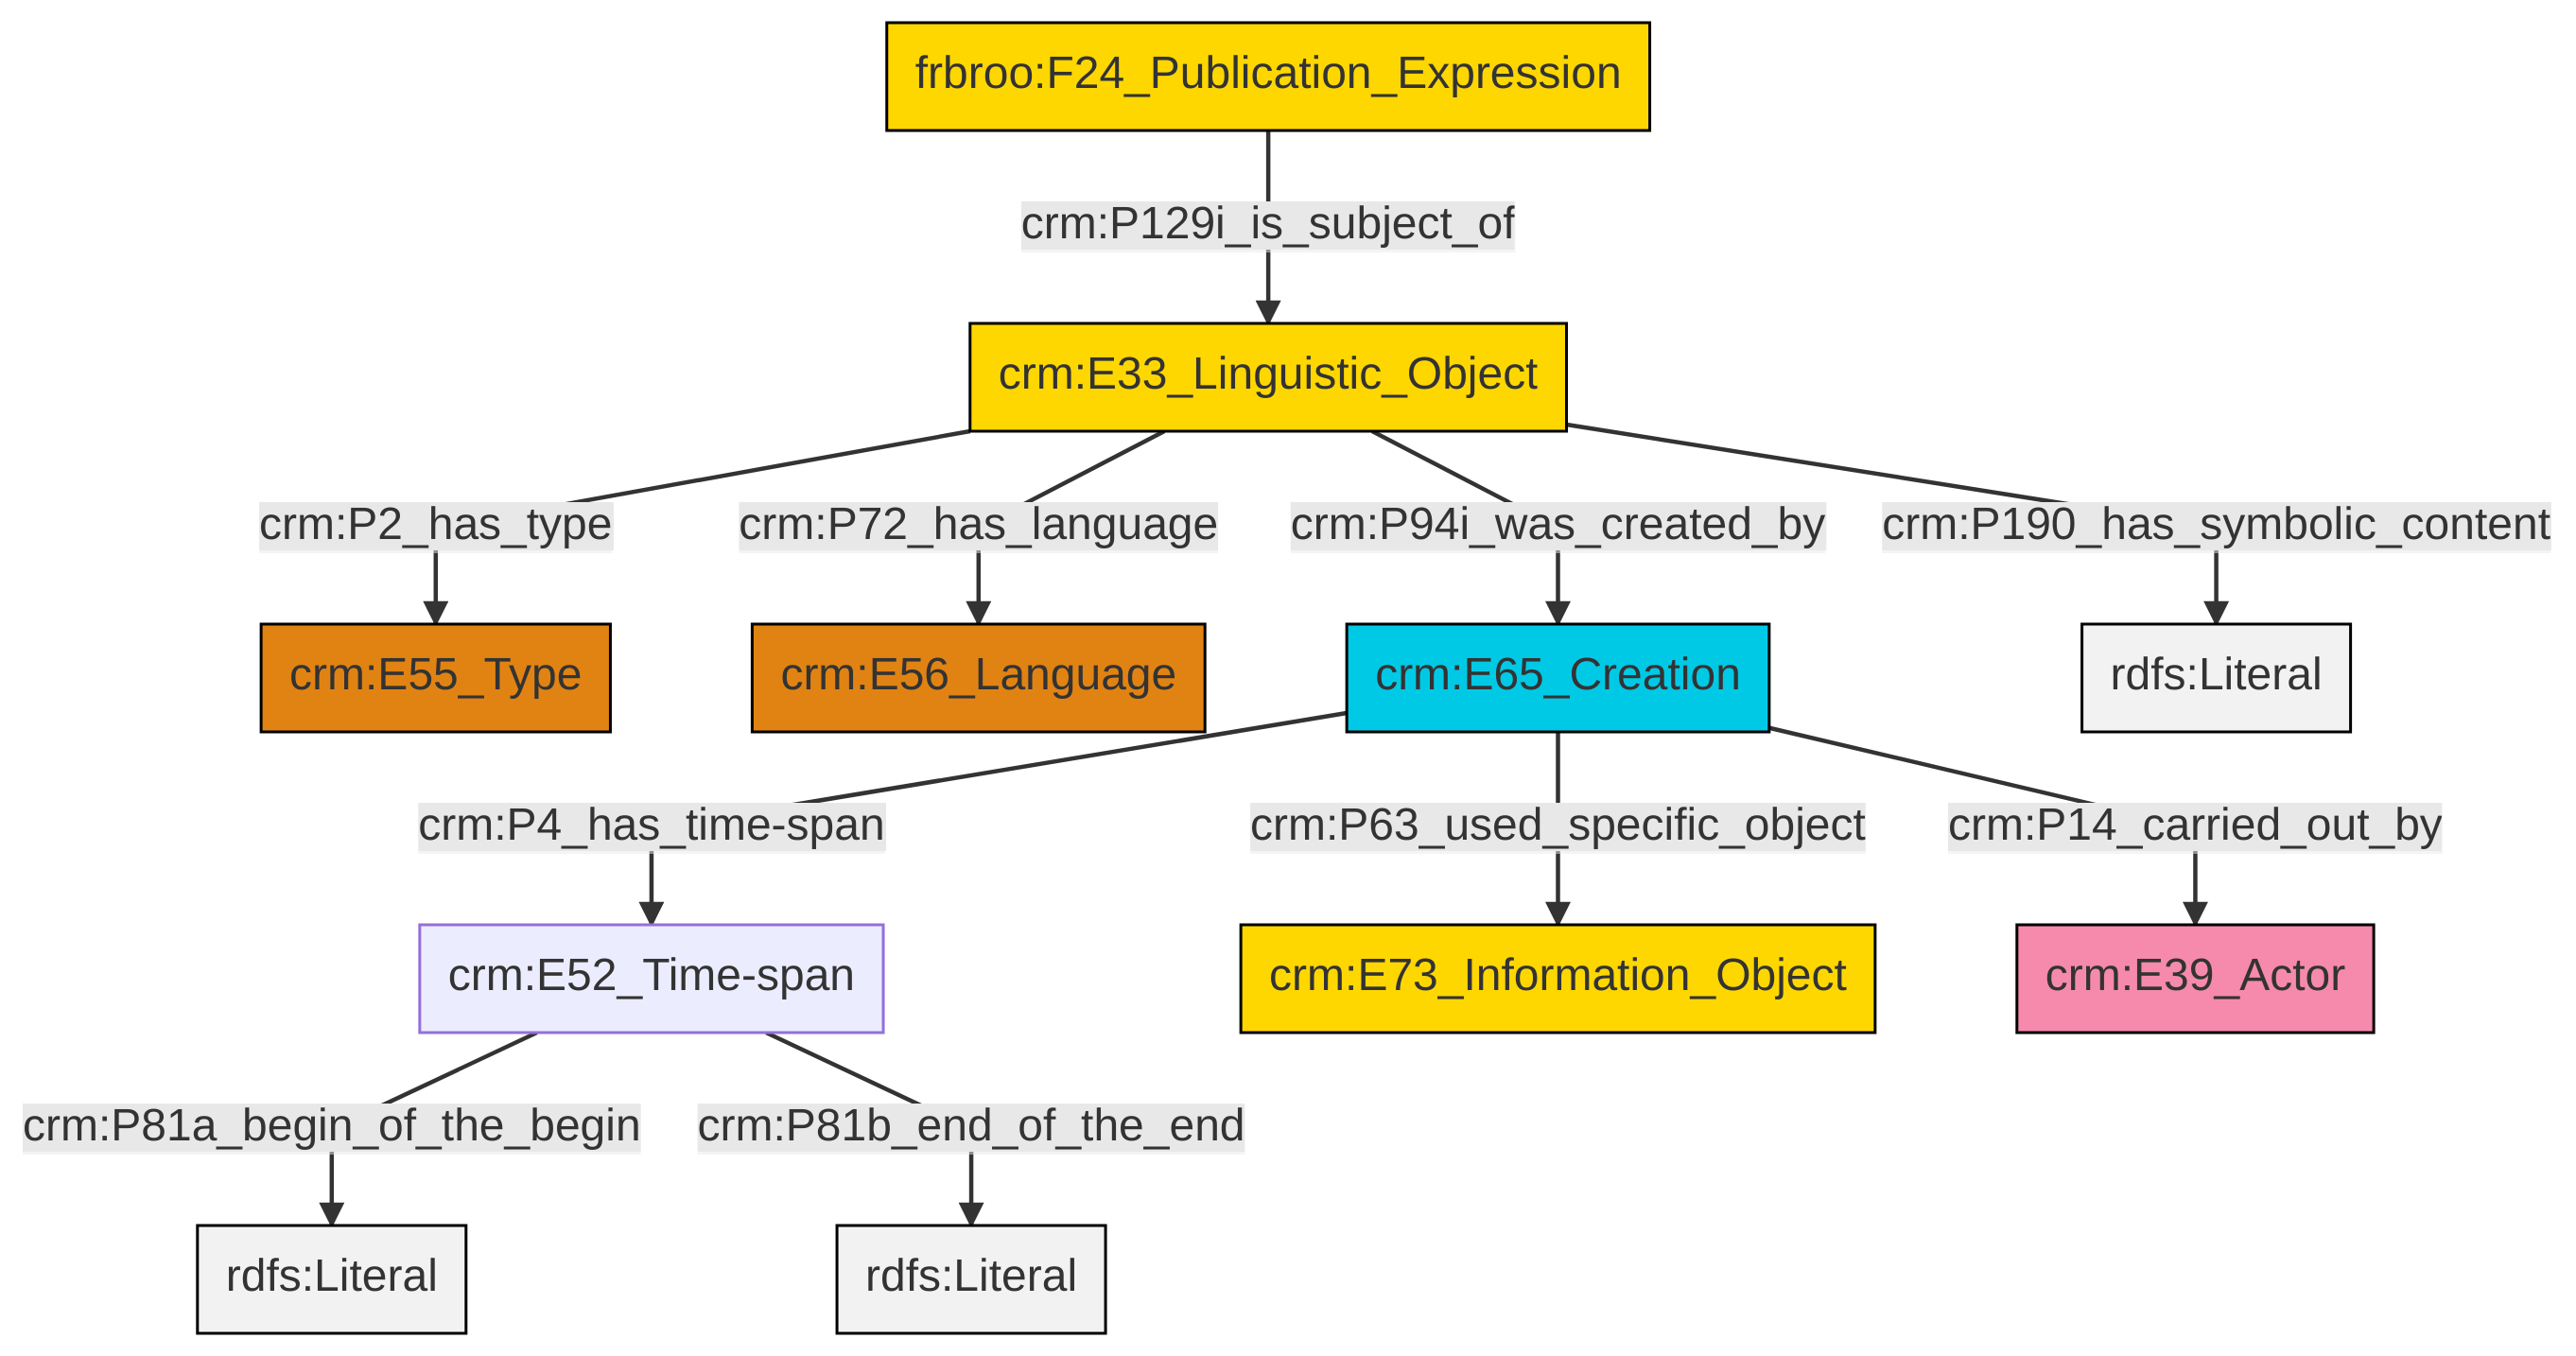 frbroo:F24_Publication_Expression
crm:P129i_is_subject_of
crm:E33_Linguistic_Object
crm:P2_has_type
crm:P72_has_language
crm:P94i_was_created_by
crm:P190_has_symbolic_content
crm:E55_Type
crm:E56_Language
crm:E65_Creation
rdfs:Literal
crm:P4_has_time-span
crm:P63_used_specific_object
crm:P14_carried_out_by
crm:E52_Time-span
crm:E73_Information_Object
crm:E39_Actor
crm:P81a_begin_of_the_begin
crm:P81b_end_of_the_end
rdfs:Literal
rdfs:Literal